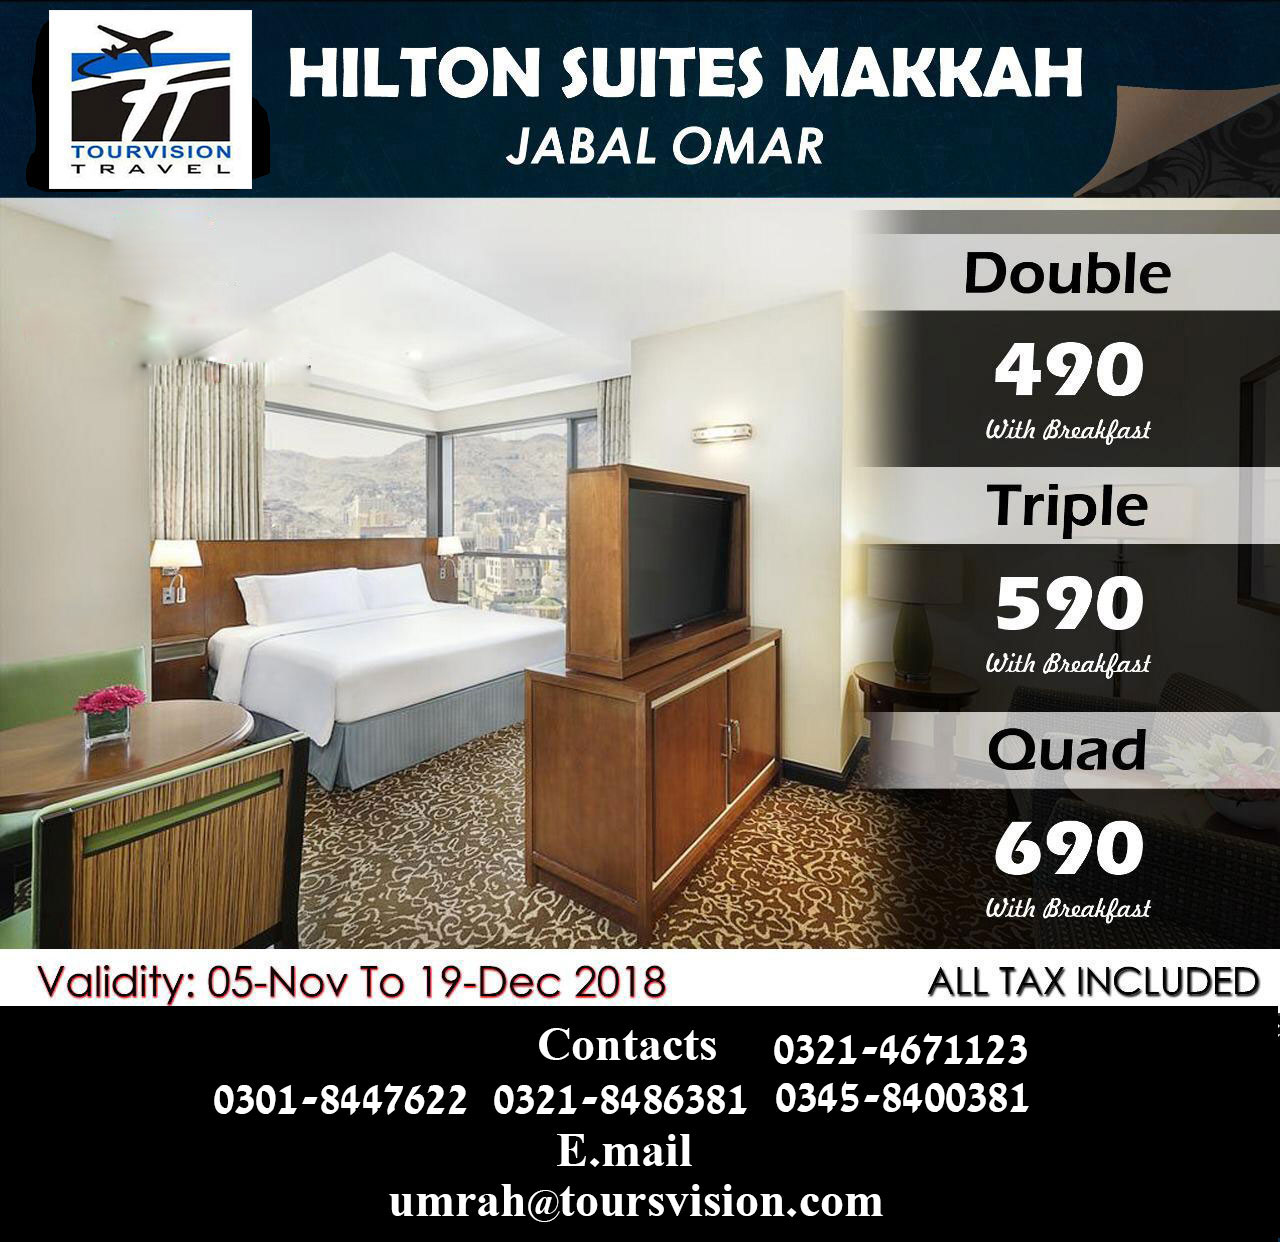 TOURVISION
TRAVEL
HILTON SUITES MAKKAH
JABAL OMAR
Double
490
With Breakfast
Triple
590
With Breakfast
Quad
690
With Breakfast
Validity: 05-Nov To 19-Dec 2018
ALL TAX INCLUDED
Contacts 0321-4671123
0301-8447622 0321-8486381 0345-8400381
E.mail
umrah@toursvision.com